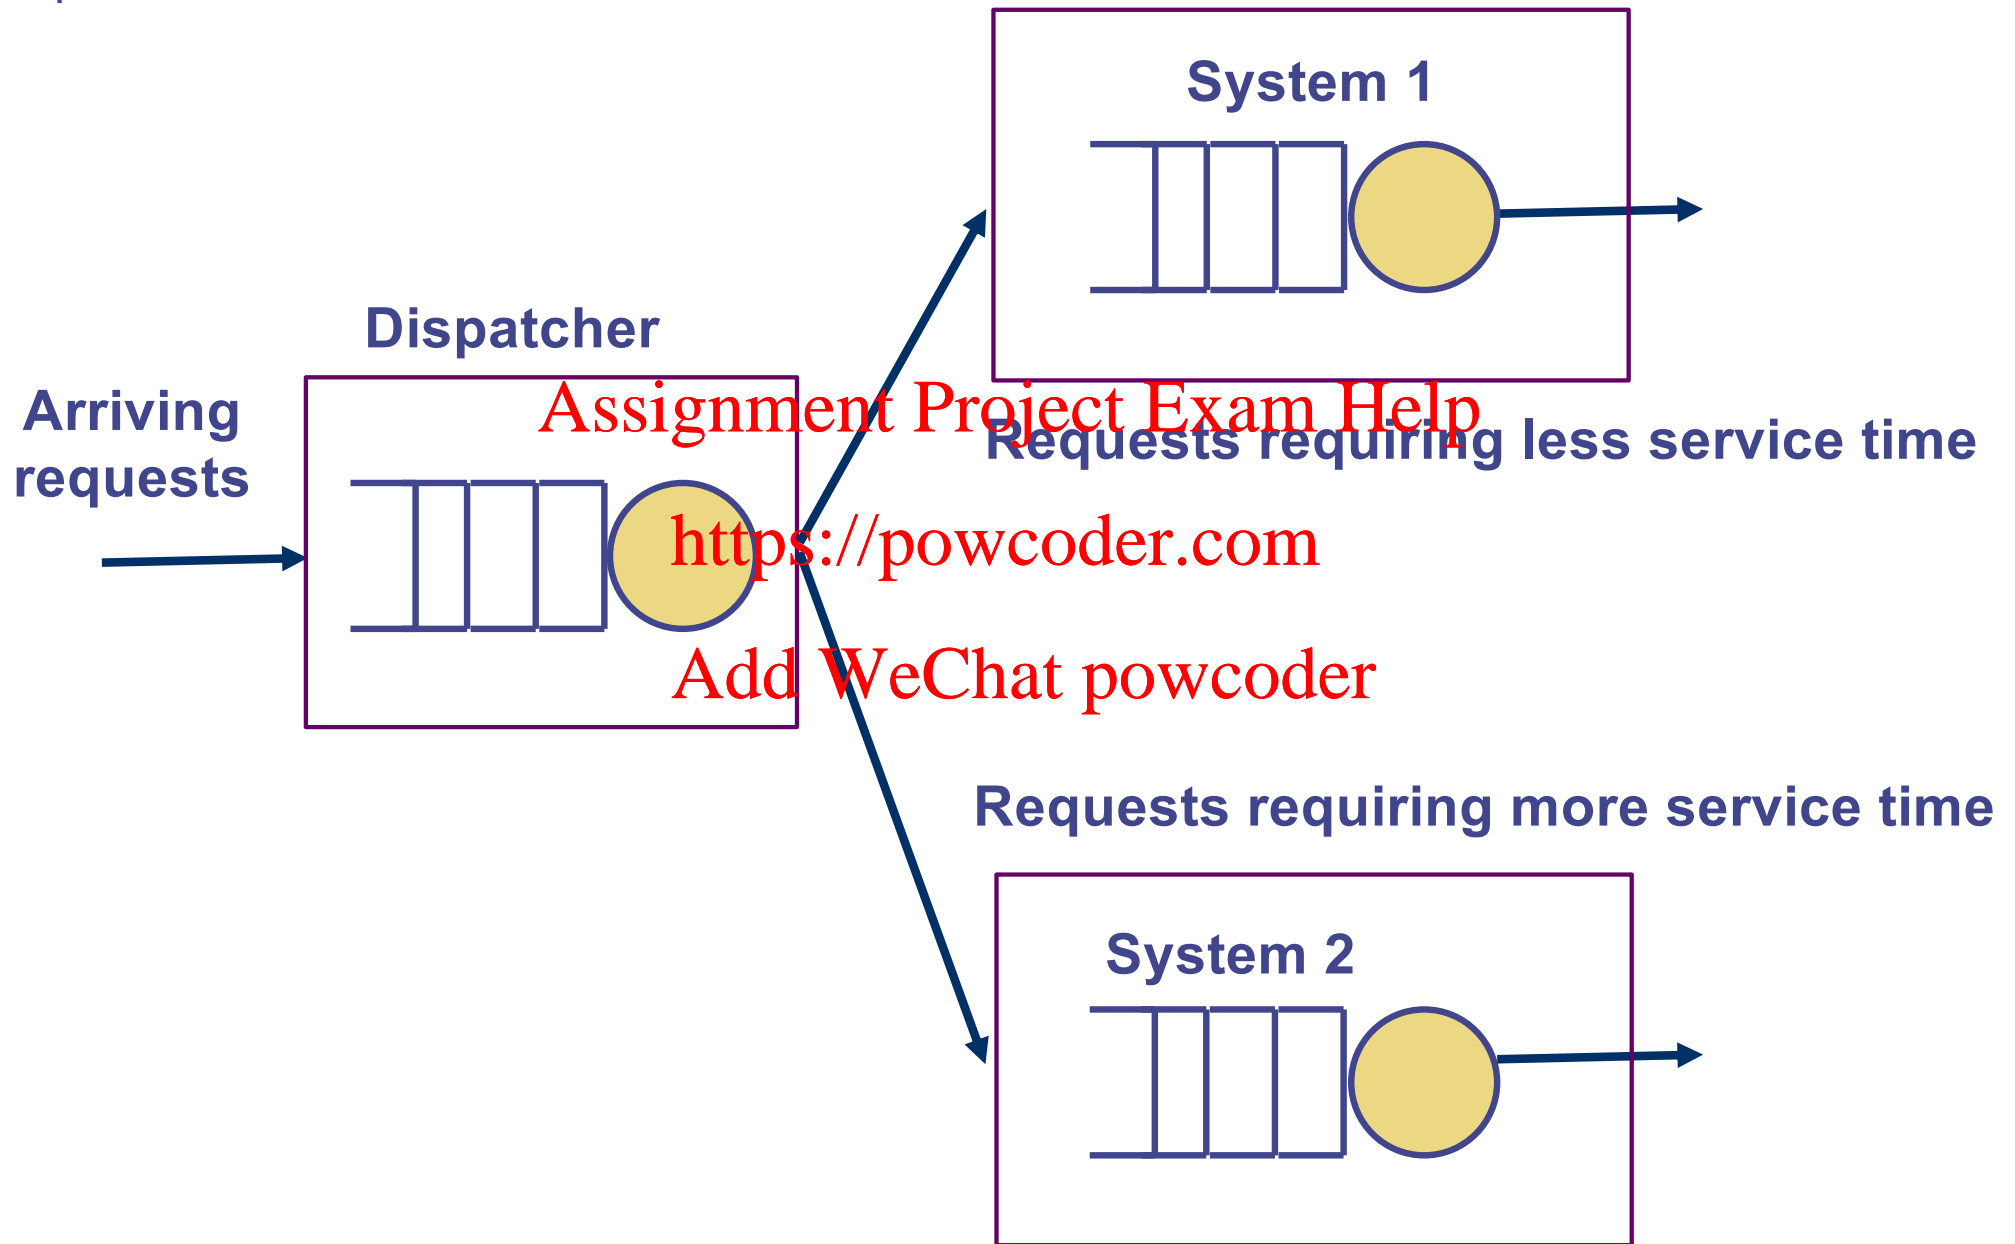 System 1
Dispatcher
Arriving
requests
Assignment Project Exam Help
Requests requiring less service time
https://powcoder.com
Add WeChat powcoder
Requests requiring more service time
System 2